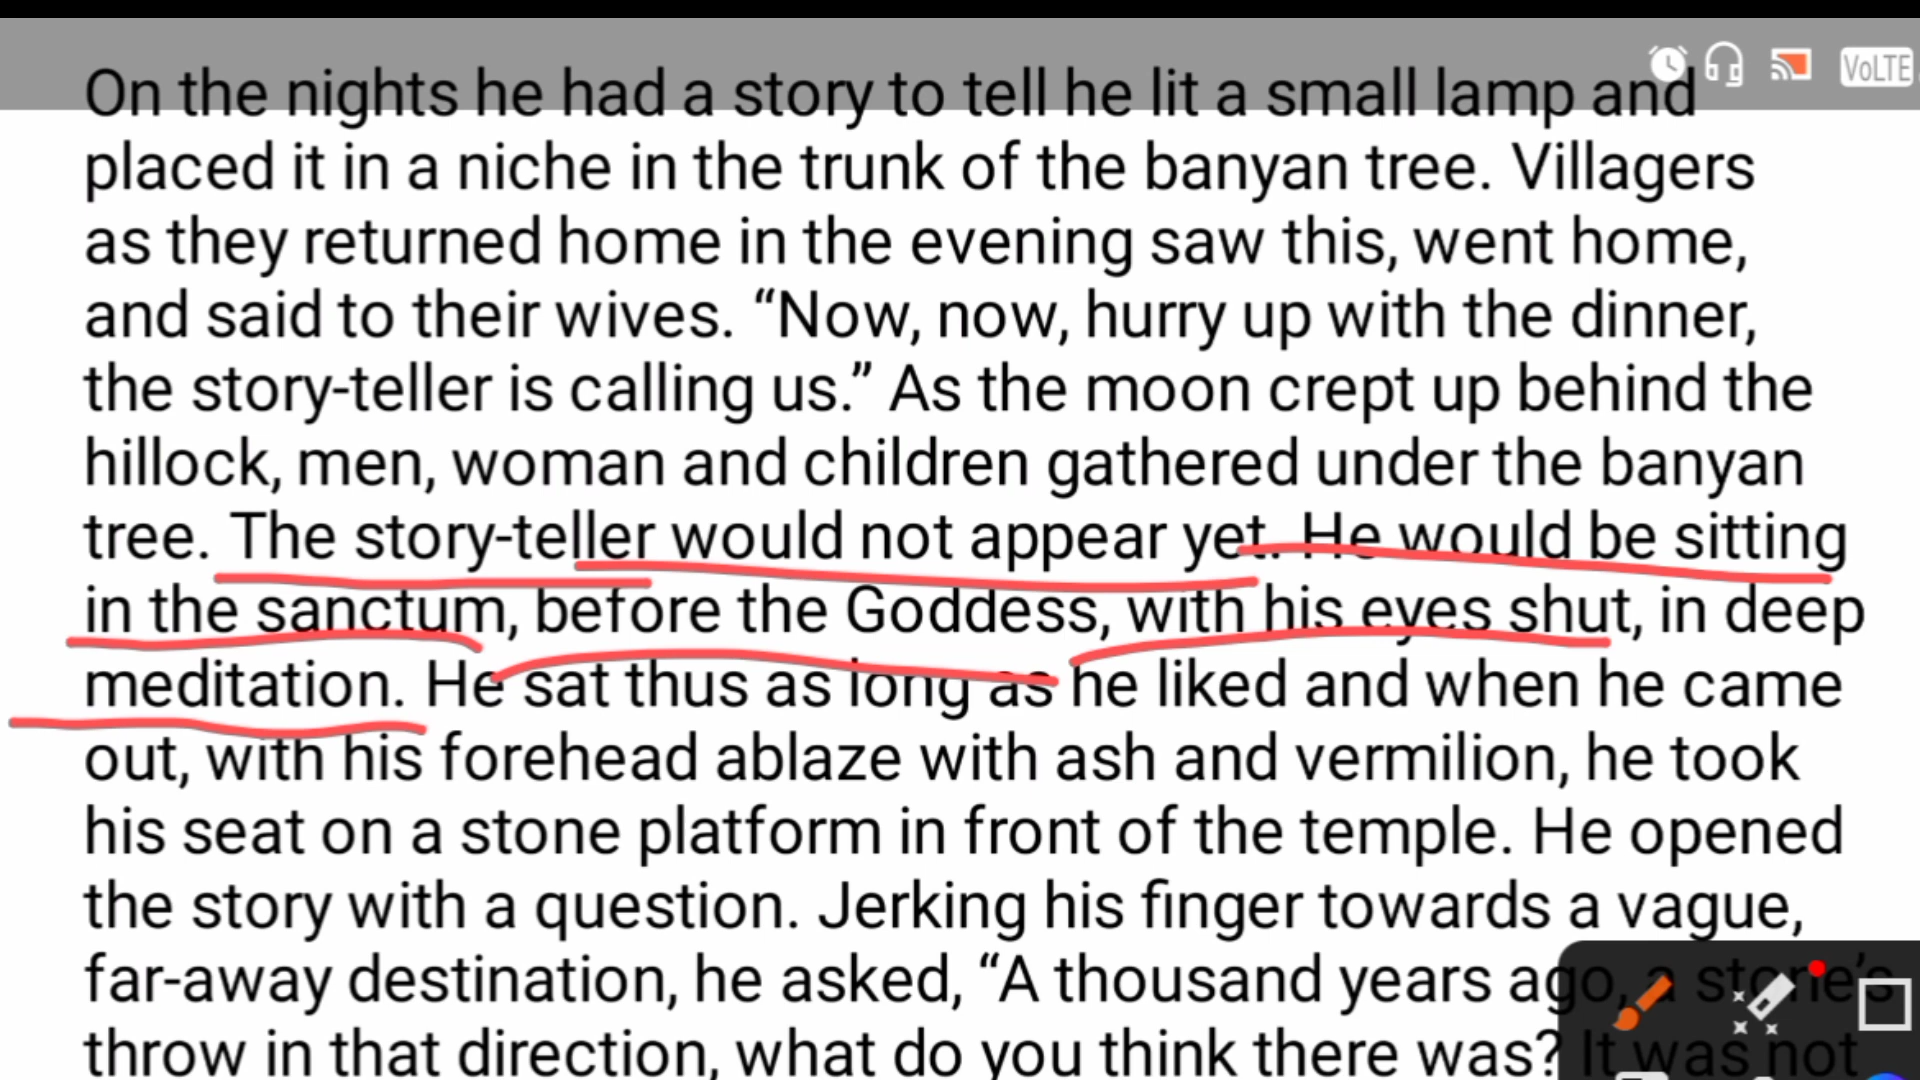 VoLTE
On the nights he had a story to tell he lit a small lamp and
placed it in a niche in the trunk of the banyan tree. Villagers
as they returned home in the evening saw this, went home,
and said to their wives. “Now, now, hurry up with the dinner,
the story-teller is calling us.” As the moon crept up behind the
hillock, men, woman and children gathered under the banyan
tree. The story-teller would not appear yet. He would be sitting
in the sanctum, before the Goddess, with his eyes shut, in deep
meditation. He sat thus as long as he liked and when he came
out, with his forehead ablaze with ash and vermilion, he took
his seat on a stone platform in front of the temple. He opened
the story with a question. Jerking his finger towards a vague,
far-away destination, he asked, “A thousand years ago, a stone’s
throw in that direction, what do you think there was? It was not